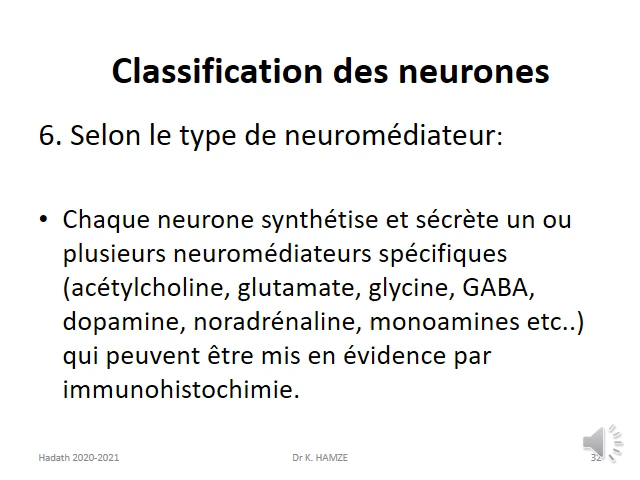 Classification des neurones
6. Selon le type de neuromédiateur:
• Chaque neurone synthétise et sécrète un ou
plusieurs neuromédiateurs spécifiques
(acétylcholine, glutamate, glycine, GABA,
dopamine, noradrénaline, monoamines etc..)
qui peuvent être mis en évidence par
immunohistochimie.
Hadath 2020-2021 Dr K. HAMZE 32